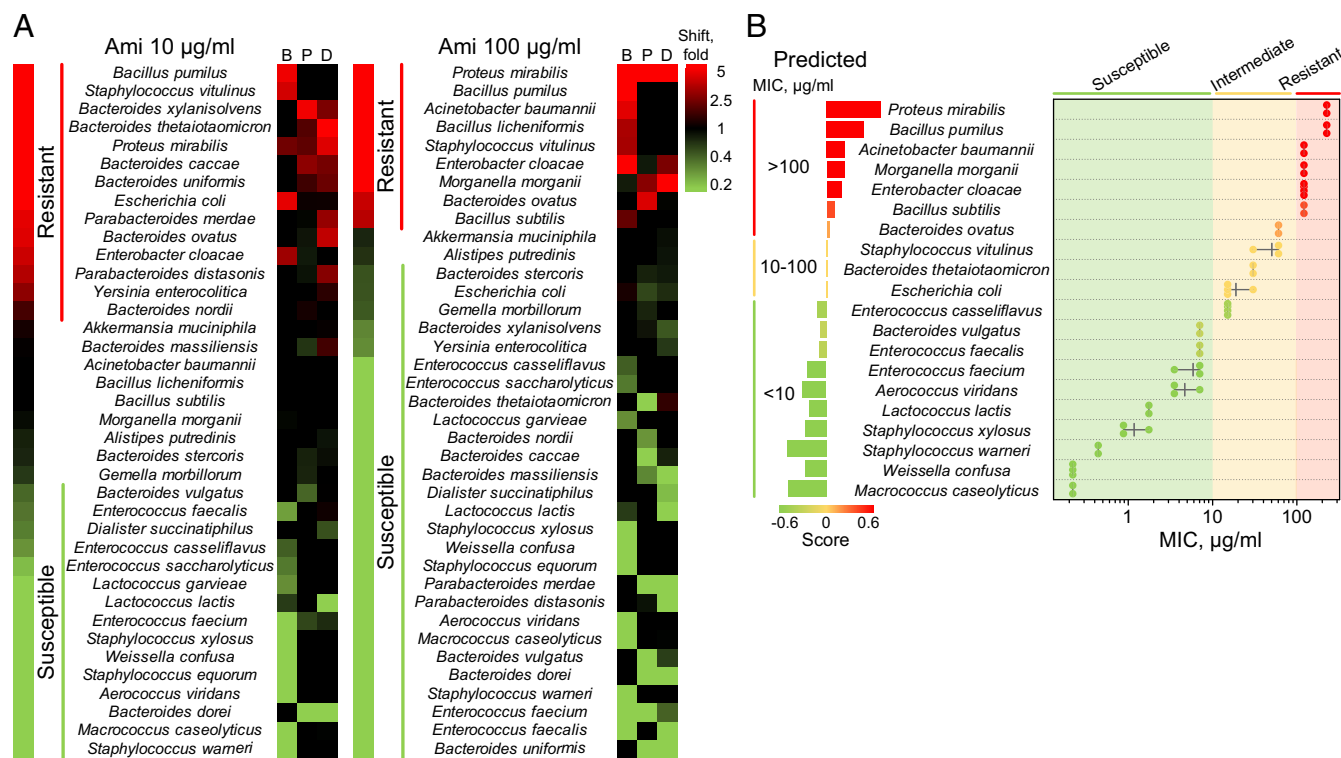 A
Ami 10 µg/ml
B P D
Resistant
Susceptible
Bacillus pumilus
Staphylococcus vitulinus
Bacteroides xylanisolvens
Bacteroides thetaiotaomicron
Proteus mirabilis
Bacteroides caccae
Bacteroides uniformis
Escherichia coli
Parabacteroides merdae
Bacteroides ovatus
Enterobacter cloacae
Parabacteroides distasonis
Yersinia enterocolitica
Bacteroides nordii
Akkermansia muciniphila
Bacteroides massiliensis
Acinetobacter baumannii
Bacillus licheniformis
Bacillus subtilis
Morganella morganii
Alistipes putredinis
Bacteroides stercoris
Gemella morbillorum
Bacteroides vulgatus
Enterococcus faecalis
Dialister succinatiphilus
Enterococcus casseliflavus
Enterococcus saccharolyticus
Lactococcus garvieae
Lactococcus lactis
Enterococcus faecium
Staphylococcus xylosus
Weissella confusa
Staphylococcus equorum
Aerococcus viridans
Bacteroides dorei
Macrococcus caseolyticus
Staphylococcus warneri
Ami 100 µg/ml
B P D
Resistant
Susceptible
Proteus mirabilis
Bacillus pumilus
Acinetobacter baumannii
Bacillus licheniformis
Staphylococcus vitulinus
Enterobacter cloacae
Morganella morganii
Bacteroides ovatus
Bacillus subtilis
Akkermansia muciniphila
Alistipes putredinis
Bacteroides stercoris
Escherichia coli
Gemella morbillorum
Bacteroides xylanisolvens
Yersinia enterocolitica
Enterococcus casseliflavus
Enterococcus saccharolyticus
Bacteroides thetaiotaomicron
Lactococcus garvieae
Bacteroides nordii
Bacteroides caccae
Bacteroides massiliensis
Dialister succinatiphilus
Lactococcus lactis
Staphylococcus xylosus
Weissella confusa
Staphylococcus equorum
Parabacteroides merdae
Parabacteroides distasonis
Aerococcus viridans
Macrococcus caseolyticus
Bacteroides vulgatus
Bacteroides dorei
Staphylococcus warneri
Enterococcus faecium
Enterococcus faecalis
Bacteroides uniformis
Shift,
fold
5
2.5
1
0.4
0.2
B
Predicted
MIC, µg/ml
>100
10-100
<10
-0.6 0 0.6
Score
Proteus mirabilis
Bacillus pumilus
Acinetobacter baumannii
Morganella morganii
Enterobacter cloacae
Bacillus subtilis
Bacteroides ovatus
Staphylococcus vitulinus
Bacteroides thetaiotaomicron
Escherichia coli
Enterococcus casseliflavus
Bacteroides vulgatus
Enterococcus faecalis
Enterococcus faecium
Aerococcus viridans
Lactococcus lactis
Staphylococcus xylosus
Staphylococcus warneri
Weissella confusa
Macrococcus caseolyticus
Susceptible
Intermediate
Resistant
1 10 100
MIC, µg/ml